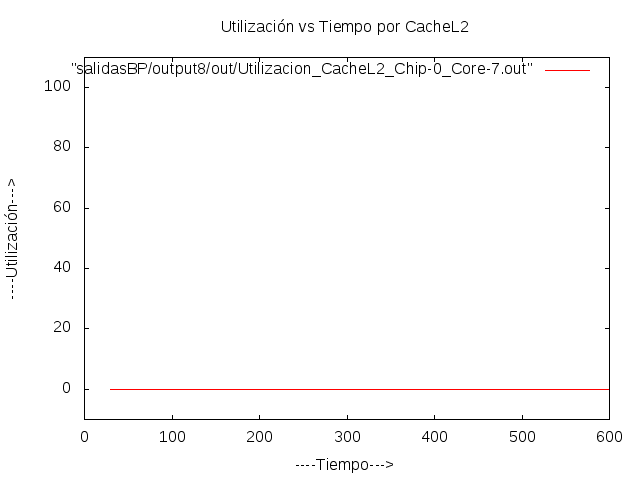 Utilización vs Tiempo por CacheL2
"salidasBP/output8/out/Utilizacion_CacheL2_Chip-0_Core-7.out"
100
80
60
40
20
0
----Utilización--->
0 100 200 300 400 500 600
----Tiempo--->